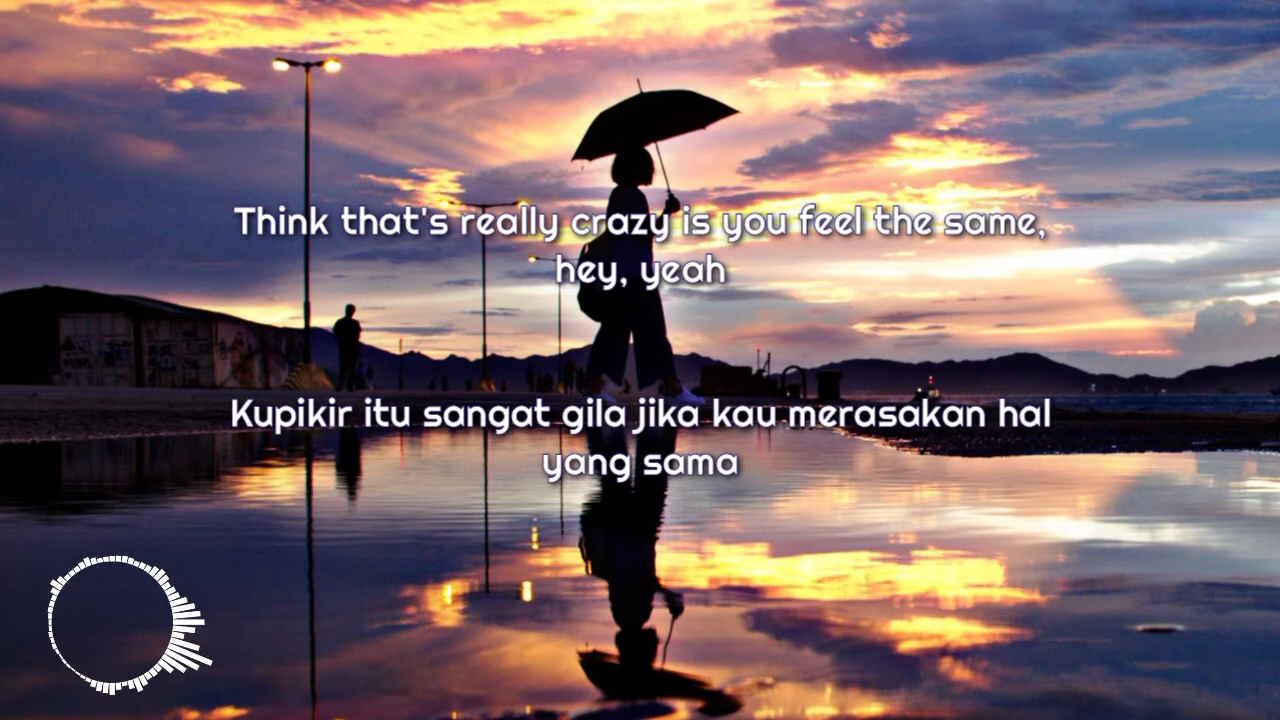 Think that's really crazy is you feel the same,
hey, yeah
Kupikir itu sangat gila jika kau merasakan hal
yang sama